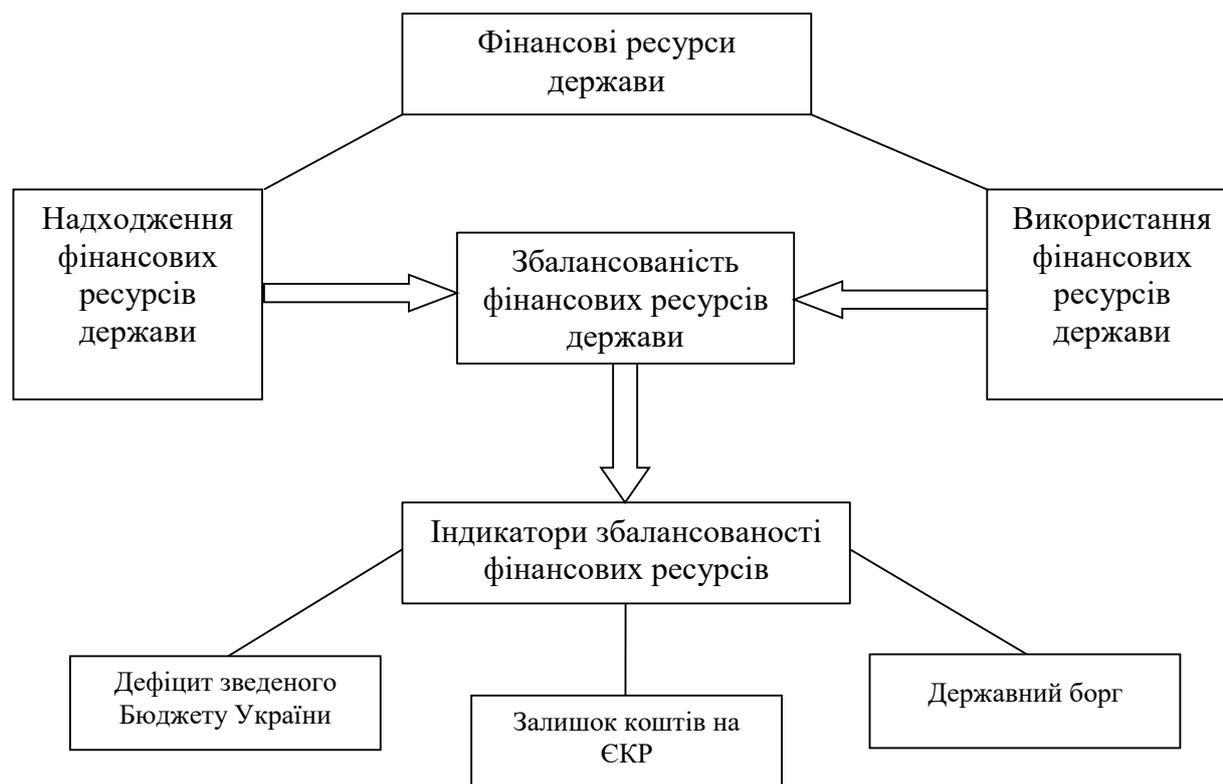 Фінансові ресурси
держави
Надходження
фінансових
ресурсів
держави
Збалансованість
фінансових ресурсів
держави
Використання
фінансових
ресурсів
держави
Індикатори збалансованості
фінансових ресурсів
Дефіцит зведеного
Бюджету України
Залишок коштів на
ЄКР
Державний борг